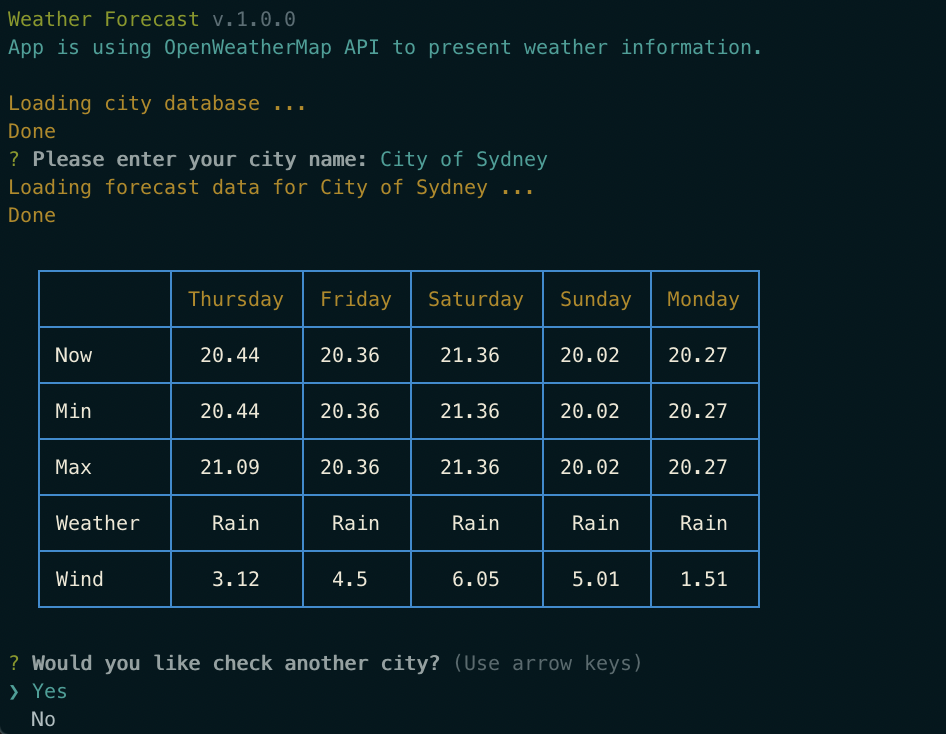 Weather Forecast v.1.0.0
App is using OpenWeatherMap API to present weather information.
Loading city database ...
Done
? Please enter your city name: City of Sydney
Loading forecast data for City of Sydney ...
Done
Thursday Friday Saturday Sunday Monday
Now 20.44 20.36 21.36 20.02 20.27
Min 20.44 20.36 21.36 20.02 20.27
Max 21.09 20.36 21.36 20.02 20.27
Weather Rain Rain Rain Rain Rain
Wind 3.12 4.5 6.05 5.01 1.51
? Would you like check another city? (Use arrow keys)
❯ Yes
No